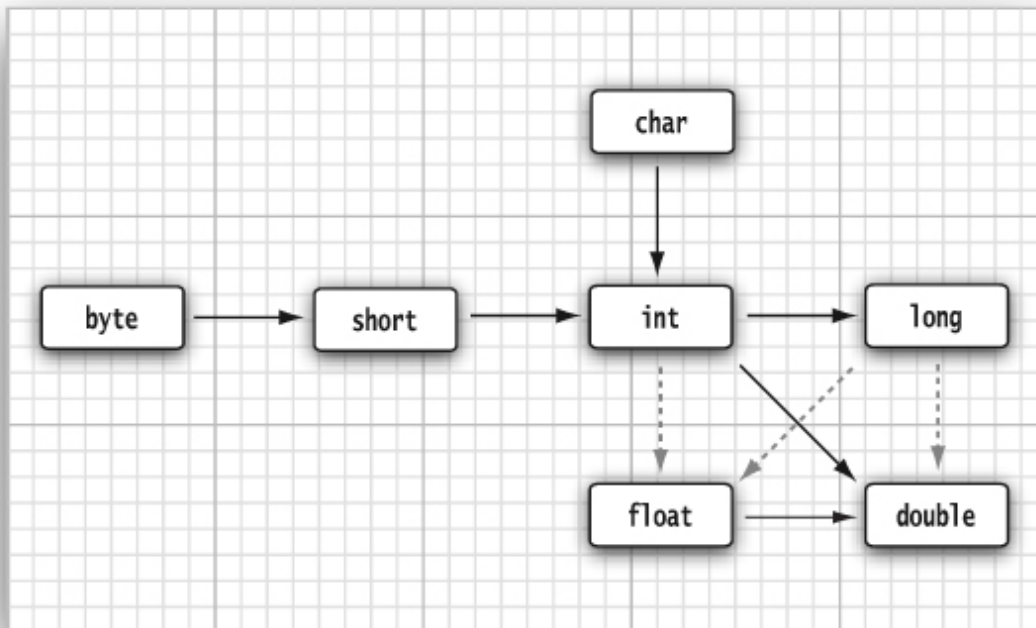 char
byte
short
int
long
float
double